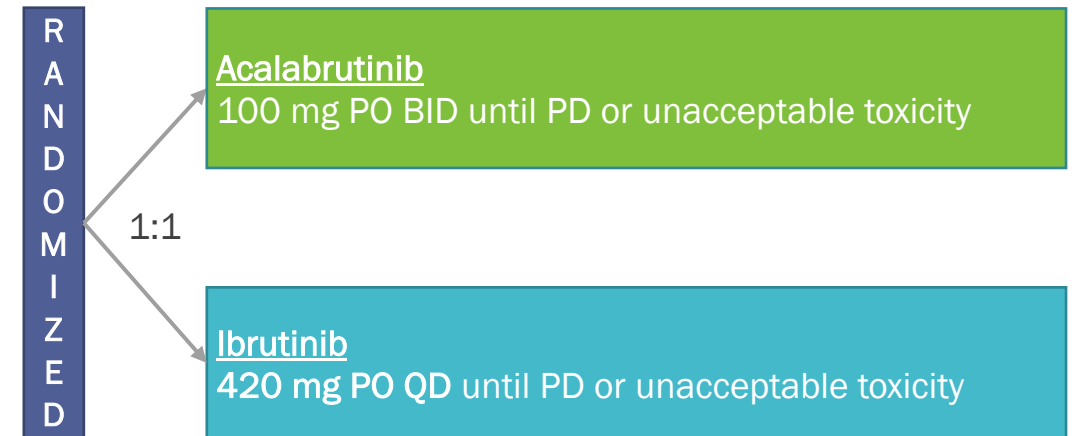 RANDOMIZED
Acalabrutinib
100 mg PO BID until PD or unacceptable toxicity
1:1
Ibrutinib
420 mg PO QD until PD or unacceptable toxicity